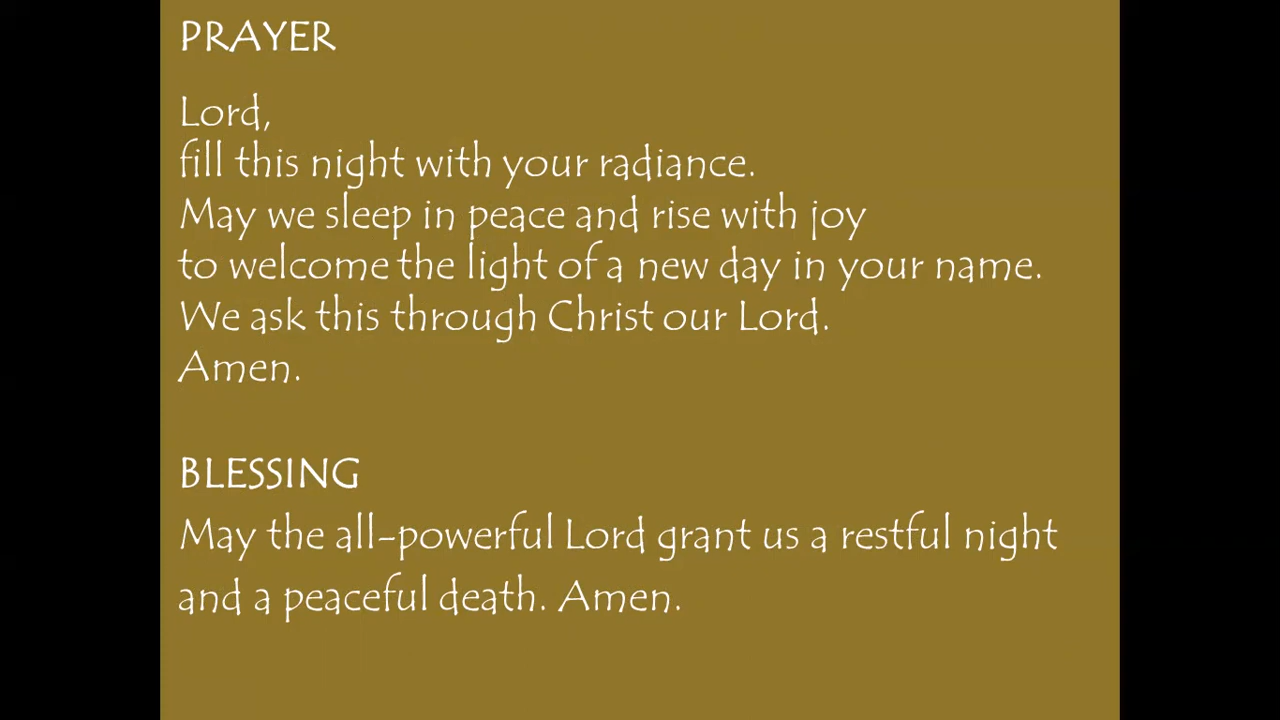 PRAYER
Lord,
fill this night with your radiance.
May we sleep in peace and rise with joy
to welcome the light of a new day in your name.
We ask this through Christ our Lord.
Amen.
BLESSING
May the all-powerful Lord grant us a restful night
and a peaceful death. Amen.